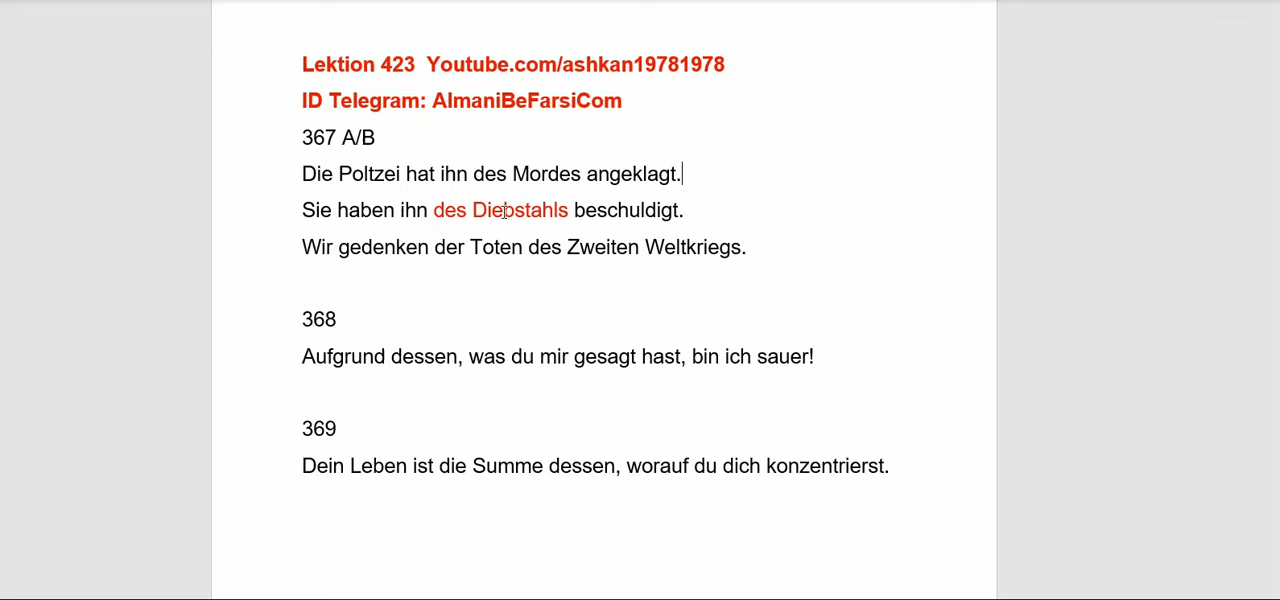 Lektion 423 Youtube.com/ashkan19781978
ID Telegram: AlmaniBeFarsiCom
367 A/B
Die Poltzei hat ihn des Mordes angeklagt.
Sie haben ihn des Diebstahls beschuldigt.
Wir gedenken der Toten des Zweiten Weltkriegs.
368
Aufgrund dessen, was du mir gesagt hast, bin ich sauer!
369
Dein Leben ist die Summe dessen, worauf du dich konzentrierst.